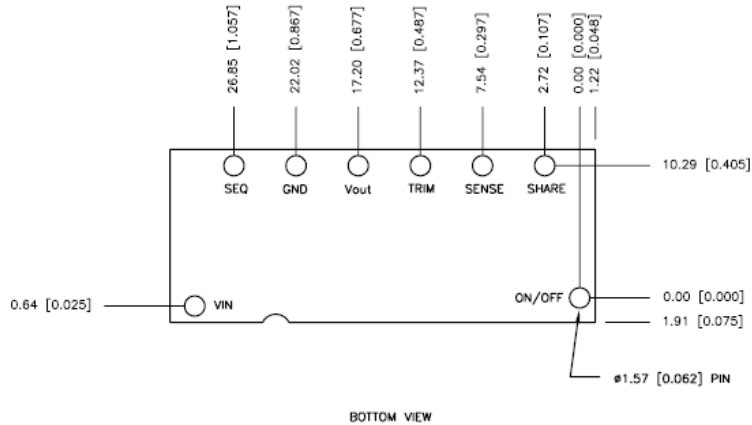 26.85 [1.057]
22.02 [0.867]
17.20 [0.677]
12.37 [0.487]
7.54 [0.297]
2.72 [0.107]
0.00 [0.000]
1.22 [0.048]
10.29 [0.405]
SEQ
GND
Vout
TRIM
SENSE
SHARE
0.64 [0.025]
VIN
ON/OFF
0.00 [0.000]
1.91 [0.075]
ø1.57 [0.062] PIN
BOTTOM VIEW